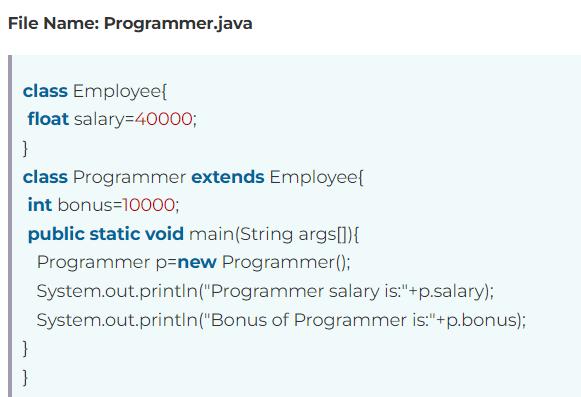 File Name: Programmer.java
class Employee{
float salary=40000;
}
class Programmer extends Employee{
int bonus=10000;
public static void main(String args[]){
Programmer p=new Programmer();
System.out.println("Programmer salary is:"+p.salary);
System.out.println("Bonus of Programmer is:"+p.bonus);
}
}